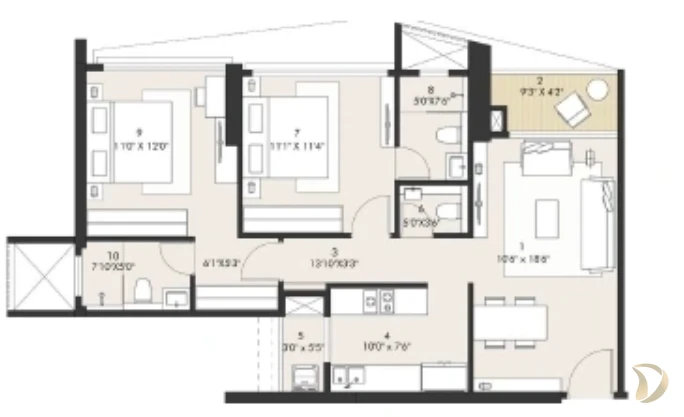 2
9'3" X 4'2"
8
5'0"X7'6"
9
11'0" X 12'0"
7
11'1" X 11'4"
6
5'0"X3'6"
1
10'6" x 18'6"
3
13'10"X3'3"
10
7'10"X5'0"
6'1"X5'3"
5
3'0" x 5'5"
4
10'0" x 7'6"